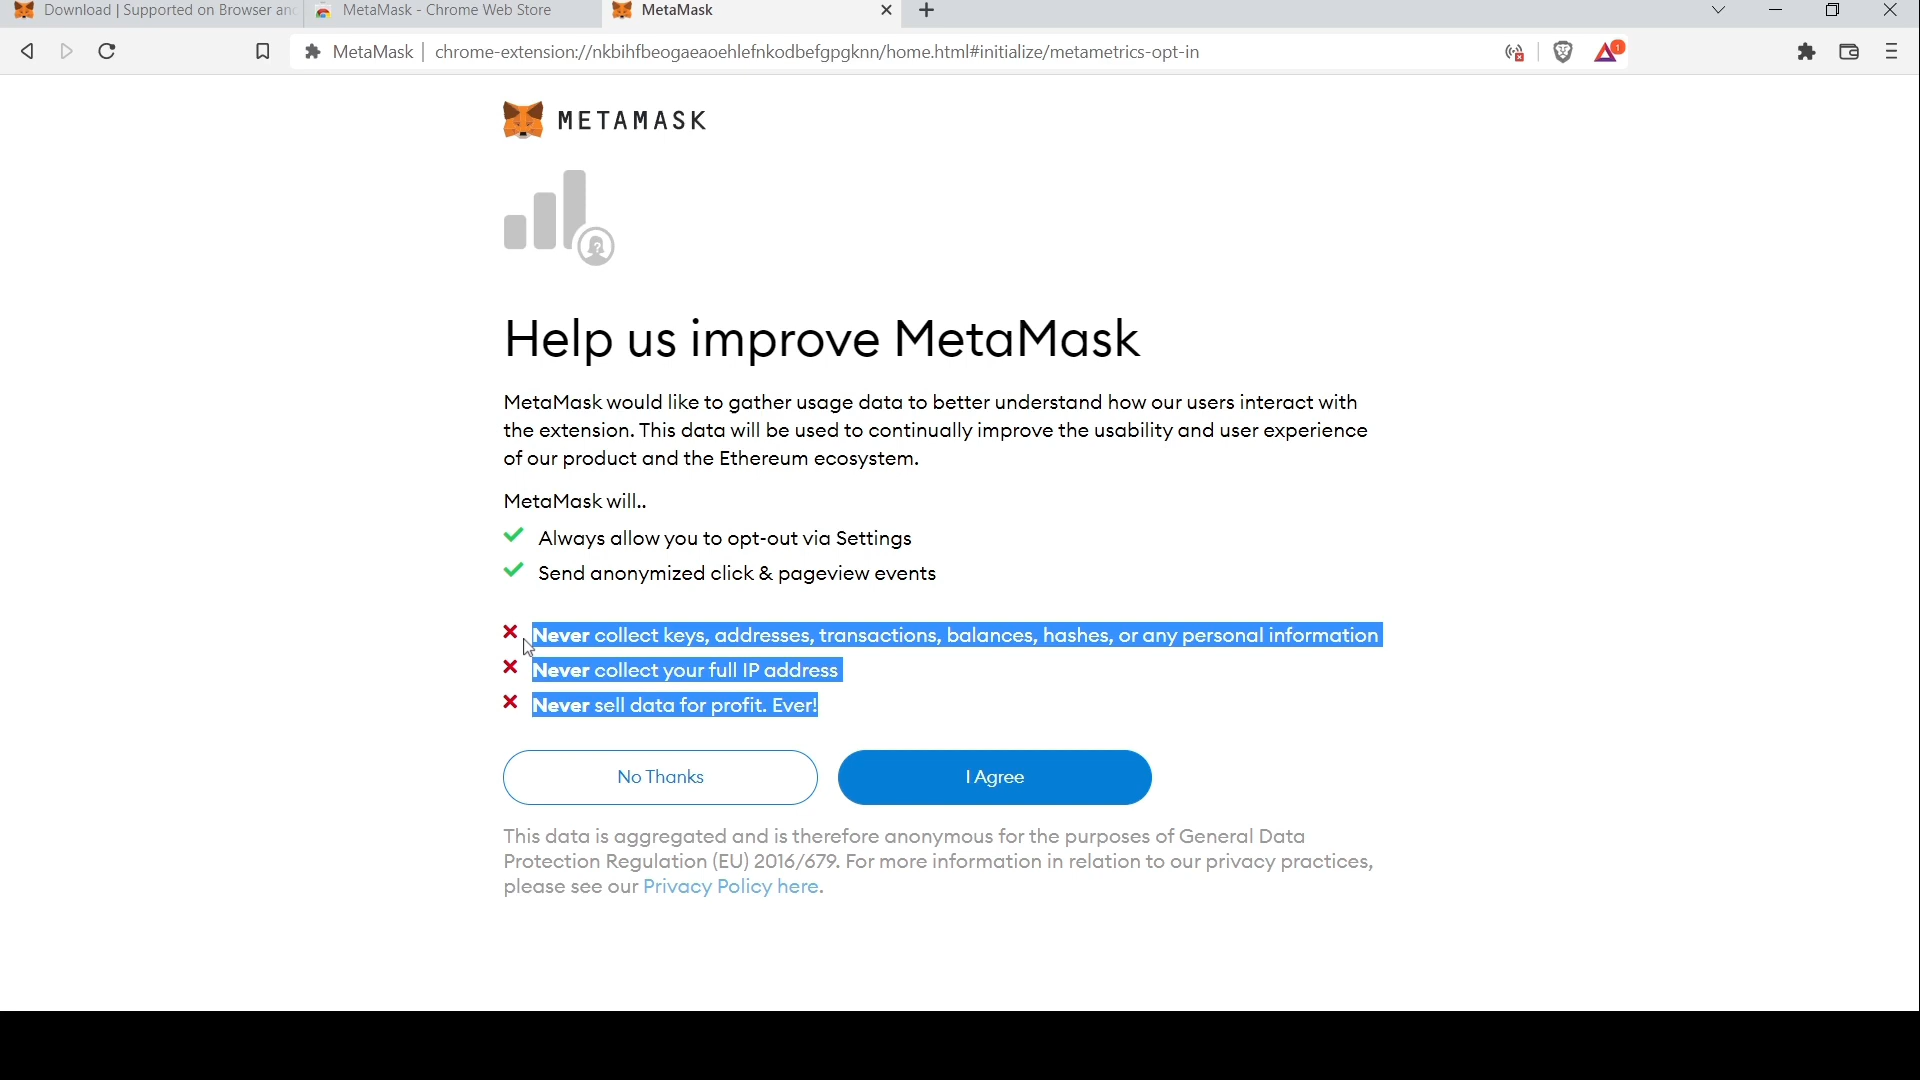 Download | Supported on Browser an
MetaMask - Chrome Web Store
MetaMask
MetaMask
chrome-extension://nkbihfbeogaeaoehlefnkodbefgpgknn/home.html#initialize/metametrics-opt-in
1
METAMASK
?
Help us improve MetaMask
MetaMask would like to gather usage data to better understand how our users interact with
the extension. This data will be used to continually improve the usability and user experience
of our product and the Ethereum ecosystem.
MetaMask will..
Always allow you to opt-out via Settings
Send anonymized click & pageview events
Never collect keys, addresses, transactions, balances, hashes, or any personal information
Never collect your full IP address
Never sell data for profit. Ever!
No Thanks
I Agree
This data is aggregated and is therefore anonymous for the purposes of General Data
Protection Regulation (EU) 2016/679. For more information in relation to our privacy practices,
please see our Privacy Policy here.